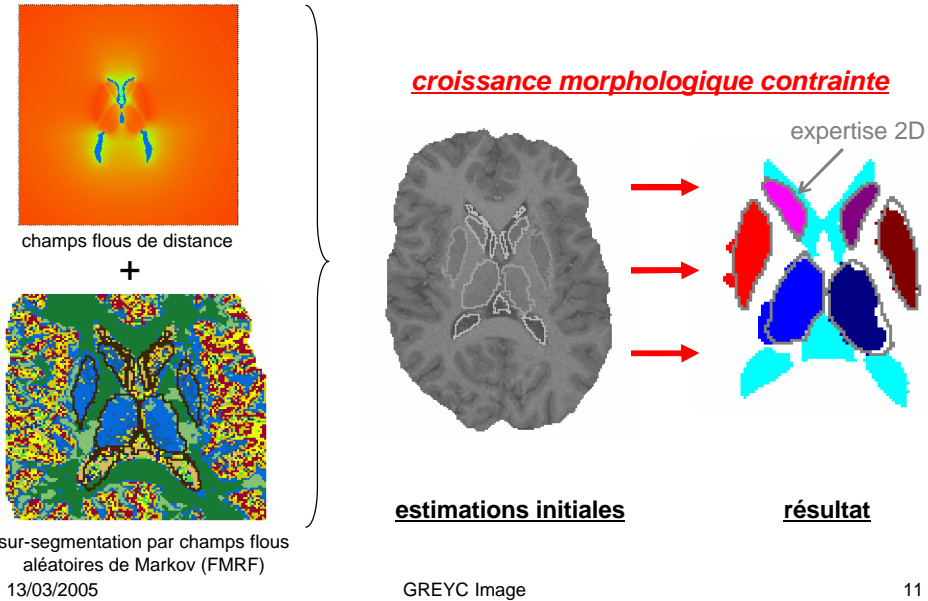 croissance morphologique contrainte
expertise 2D
champs flous de distance
+
estimations initiales
résultat
sur-segmentation par champs flous
aléatoires de Markov (FMRF)
13/03/2005
GREYC Image
11